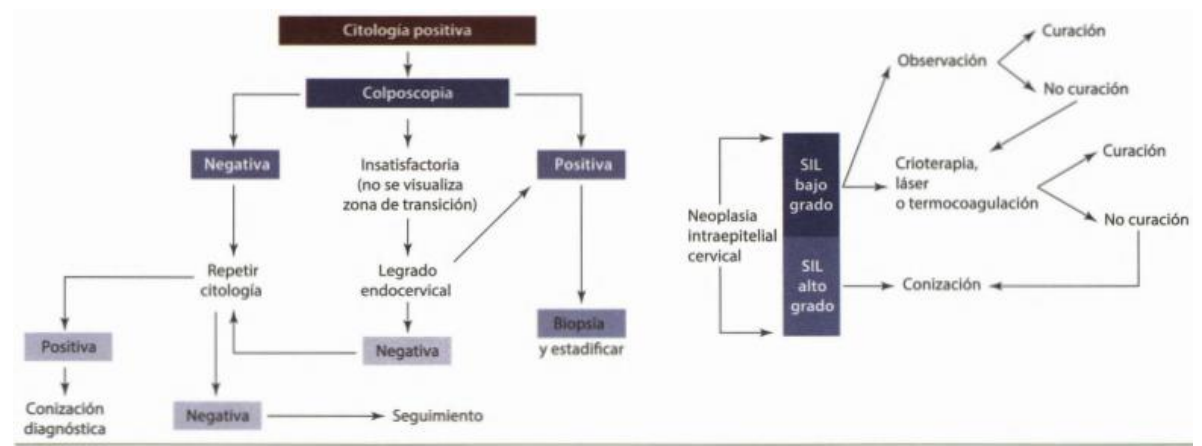 Citología positiva
Colposcopia
Negativa
Insatisfactoria
(no se visualiza
zona de transición)
Positiva
Repetir
citología
Legrado
endocervical
Biopsia
y estadificar
Positiva
Negativa
Conización
diagnóstica
Negativa
Seguimiento
Neoplasia
intraepitelial
cervical
SIL
bajo
grado
SIL
alto
grado
Observación
Curación
No curación
Crioterapia,
láser
o termocoagulación
Curación
No curación
Conización